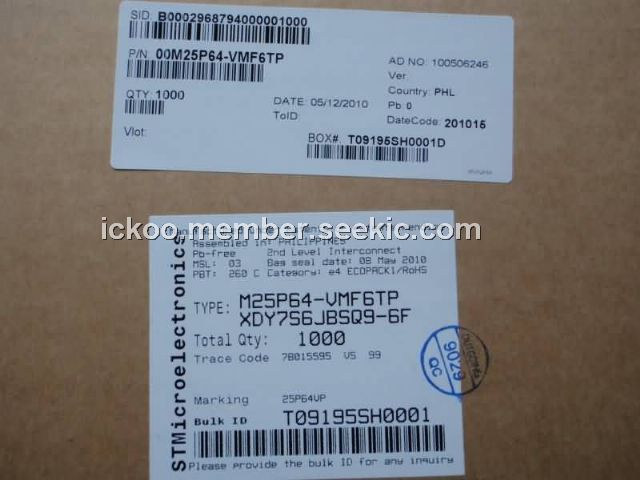 SID. B0002968794000001000
P/N 00M25P64-VMF6TP
AD NO: 100506246
Ver.
QTY: 1000
Country: PHL
Pb 0
DATE: 05/12/2010
ToID:
DateCode: 201015
Vlot:
BOX#. T09195SH0001D
ickoo.member.seekic.com
Assembled in: PHILIPPINES
Pb-free 2nd Level Interconnect
MSL: 03 Bag seal date: 08 May 2010
PBT: 260 C Category: e4 ECOPACK1/RoHS
TYPE: M25P64-VMF6TP
XDY7S6JBSQ9-6F
Total Qty: 1000
Trace Code 7B015595 VS 99
Marking 25P64VP
Bulk ID T09195SH0001
Please provide the bulk ID for any inquiry
STMicroelectronics
9079
QC